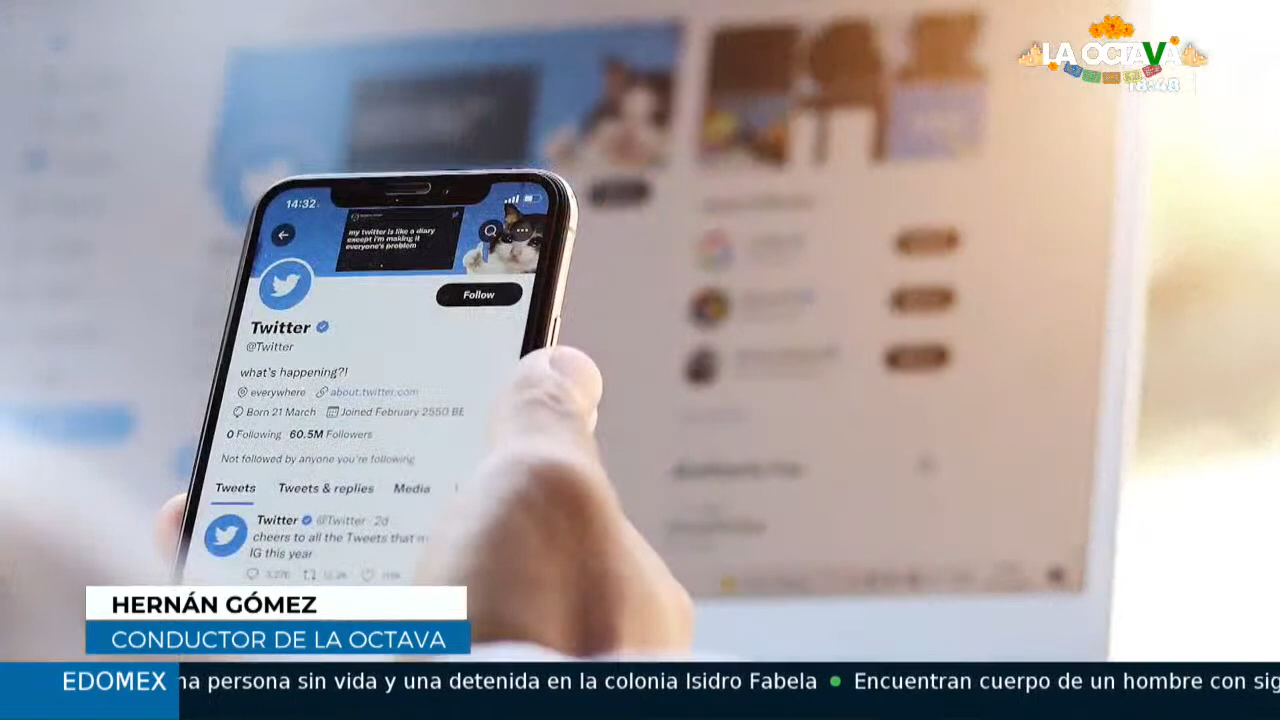 LA OCTAVA
18:48
14:32
my twitter is like a diary
except i'm making it
everyone's problem
Follow
Twitter
@Twitter
what's happening?!
everywhere about.twitter.com
Born 21 March Joined February 2550 BE
0 Following 60.5M Followers
Not followed by anyone you're following
Tweets Tweets & replies Media
Twitter @Twitter · 2d
cheers to all the Tweets that
IG this year
HERNÁN GÓMEZ
CONDUCTOR DE LA OCTAVA
EDOMEX
persona sin vida y una detenida en la colonia Isidro Fabela • Encuentran cuerpo de un hombre con